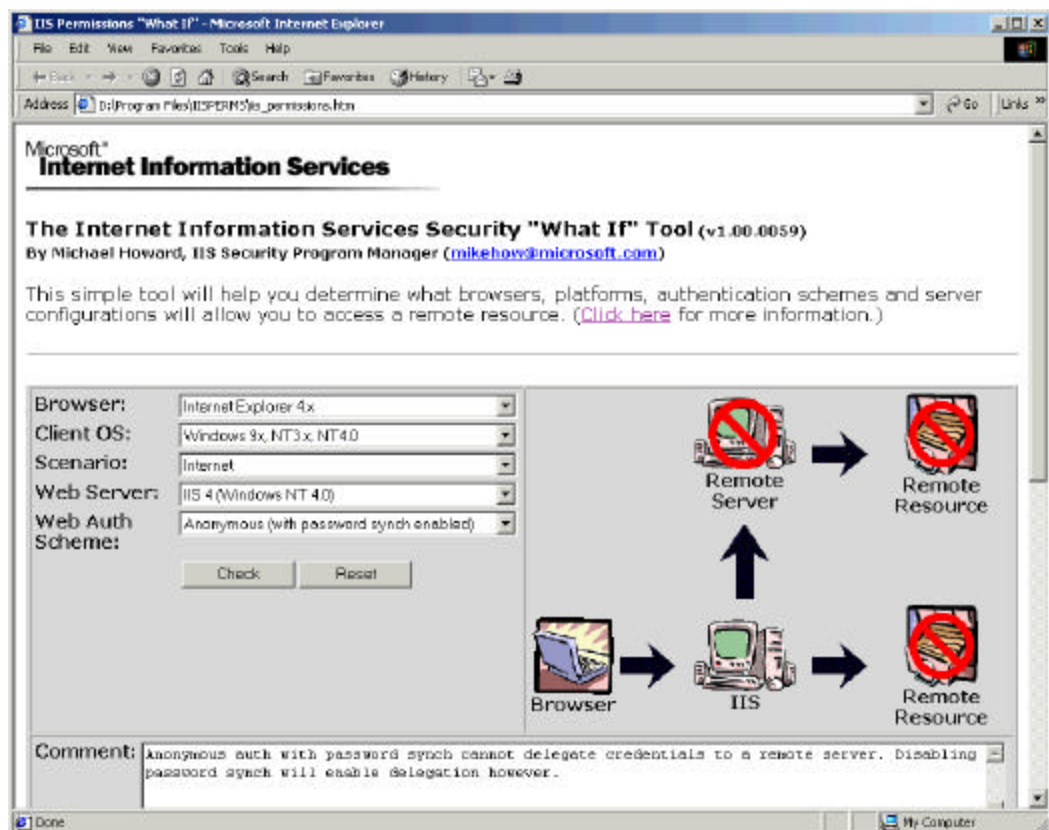 IIS Permissions "What If" - Microsoft Internet Explorer
File Edit View Favorites Tools Help
Back Search Favorites History
Address D:\Program Files\IISPERMS\iis_permissions.htm Go Links »
Microsoft®
Internet Information Services
The Internet Information Services Security "What If" Tool (v1.00.0059)
By Michael Howard, IIS Security Program Manager (mikehow@microsoft.com)
This simple tool will help you determine what browsers, platforms, authentication schemes and server
configurations will allow you to access a remote resource. (Click here for more information.)
Browser: Internet Explorer 4.x
Client OS: Windows 9x, NT3.x, NT4.0
Scenario: Internet
Web Server: IIS 4 (Windows NT 4.0)
Web Auth Scheme: Anonymous (with password synch enabled)
Check Reset
Remote Server
Remote Resource
Browser
IIS
Remote Resource
Comment: Anonymous auth with password synch cannot delegate credentials to a remote server. Disabling
password synch will enable delegation however.
Done My Computer